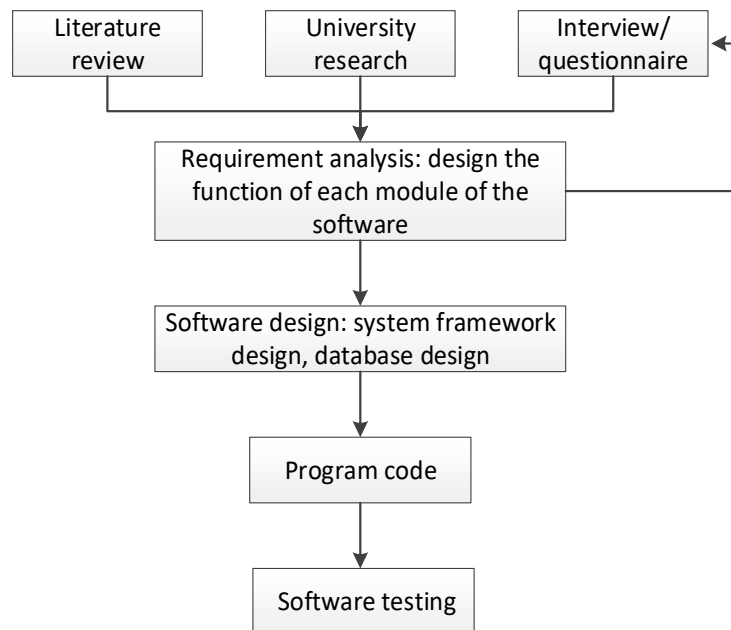 Literature
review
University
research
Interview/
questionnaire
Requirement analysis: design the
function of each module of the
software
Software design: system framework
design, database design
Program code
Software testing